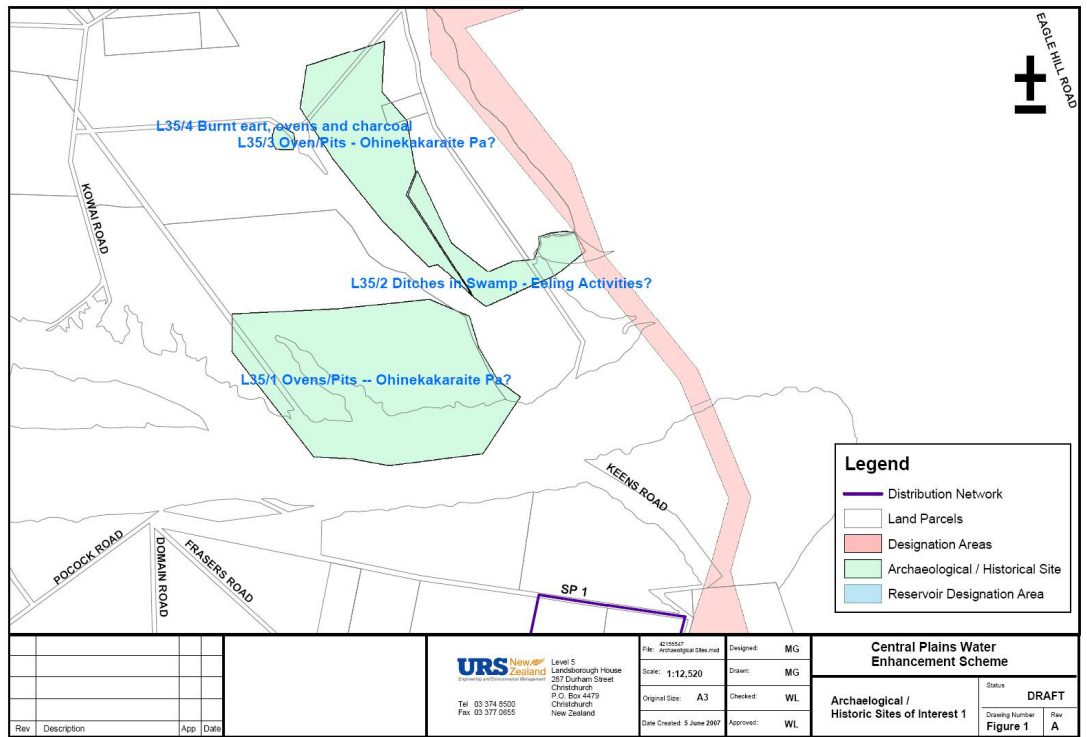 EAGLE HILL ROAD
L35/4 Burnt eart, ovens and charcoal
L35/3 Oven/Pits - Ohinekakaraite Pa?
KOWAI ROAD
L35/2 Ditches in Swamp - Eeling Activities?
L35/1 Ovens/Pits -- Ohinekakaraite Pa?
KEENS ROAD
POCOCK ROAD
DOMAIN ROAD
FRASERS ROAD
SP 1
Legend
Distribution Network
Land Parcels
Designation Areas
Archaeological / Historical Site
Reservoir Designation Area
Rev Description App Date
URS New Zealand
Engineering and Environmental Management
Level 5
Landsborough House
287 Durham Street
Christchurch
P.O. Box 4479
Christchurch
New Zealand
Tel 03 374 8500
Fax 03 377 0655
File: 42156547
Archaeolgical Sites.mxd
Scale: 1:12,520
Original Size: A3
Date Created: 5 June 2007
Designed: MG
Drawn: MG
Checked: WL
Approved: WL
Central Plains Water
Enhancement Scheme
Archaelogical /
Historic Sites of Interest 1
Status
DRAFT
Drawing Number
Figure 1
Rev
A